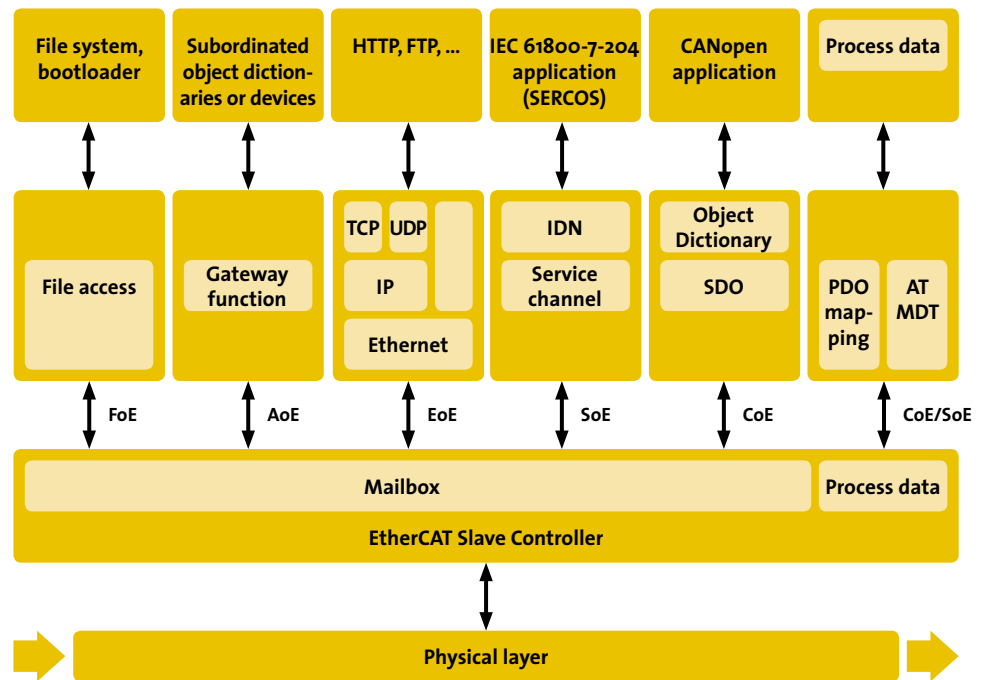 File system,
bootloader
Subordinated
object diction-
aries or devices
HTTP, FTP, ...
IEC 61800-7-204
application
(SERCOS)
CANopen
application
Process data
File access
Gateway
function
TCP
UDP
IP
Ethernet
IDN
Service
channel
Object
Dictionary
SDO
PDO
map-
ping
AT
MDT
FoE
AoE
EoE
SoE
CoE
CoE/SoE
Mailbox
Process data
EtherCAT Slave Controller
Physical layer